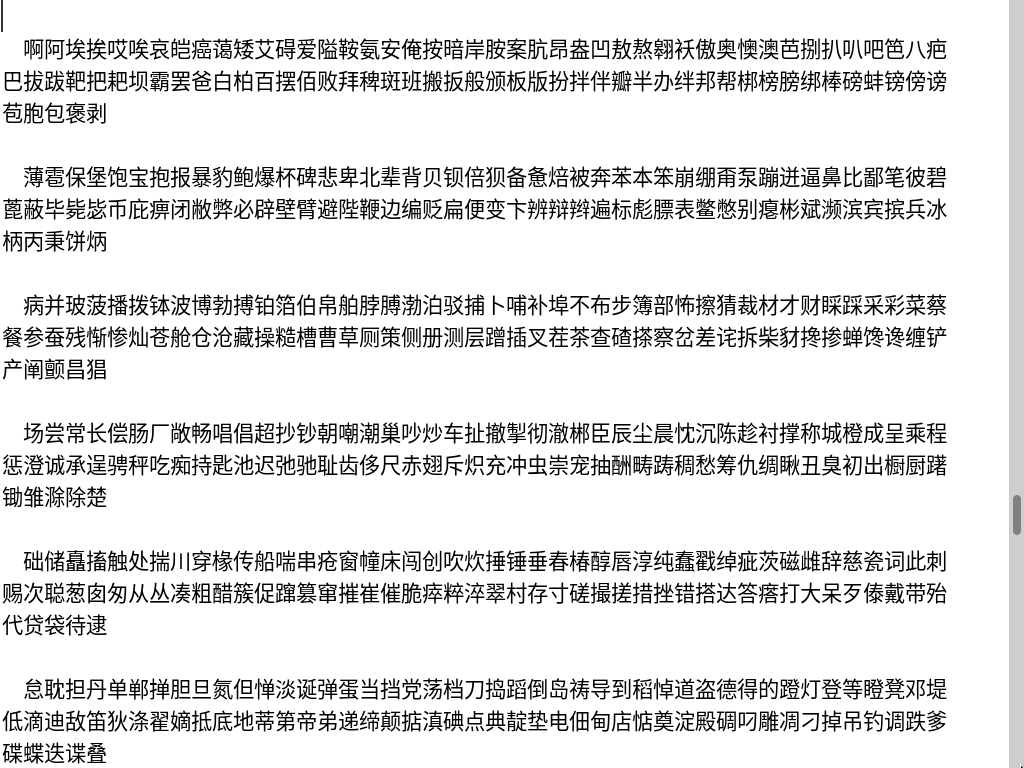 啊阿埃挨哎唉哀皑癌蔼矮艾碍爱隘鞍氨安俺按暗岸胺案肮昂盎凹敖熬翱袄傲奥懊澳芭捌扒叭吧笆八疤
巴拔跋靶把耙坝霸罢爸白柏百摆佰败拜稗斑班搬扳般颁板版扮拌伴瓣半办绊邦帮梆榜膀绑棒磅蚌镑傍谤
苞胞包褒剥
薄雹保堡饱宝抱报暴豹鲍爆杯碑悲卑北辈背贝钡倍狈备惫焙被奔苯本笨崩绷甭泵蹦迸逼鼻比鄙笔彼碧
蓖蔽毕毙毖币庇痹闭敝弊必辟壁臂避陛鞭边编贬扁便变卞辨辩辫遍标彪膘表鳖憋别瘪彬斌濒滨宾摈兵冰
柄丙秉饼炳
病并玻菠播拨钵波博勃搏铂箔伯帛舶脖膊渤泊驳捕卜哺补埠不布步簿部怖擦猜裁材才财睬踩采彩菜蔡
餐参蚕残惭惨灿苍舱仓沧藏操糙槽曹草厕策侧册测层蹭插叉茬茶查碴搽察岔差诧拆柴豺搀掺蝉馋谗缠铲
产阐颤昌猖
场尝常长偿肠厂敞畅唱倡超抄钞朝嘲潮巢吵炒车扯撤掣彻澈郴臣辰尘晨忱沉陈趁衬撑称城橙成呈乘程
惩澄诚承逞骋秤吃痴持匙池迟弛驰耻齿侈尺赤翅斥炽充冲虫崇宠抽酬畴踌稠愁筹仇绸瞅丑臭初出橱厨躇
锄雏滁除楚
础储矗搐触处揣川穿椽传船喘串疮窗幢床闯创吹炊捶锤垂春椿醇唇淳纯蠢戳绰疵茨磁雌辞慈瓷词此刺
赐次聪葱囱匆从丛凑粗醋簇促蹿篡窜摧崔催脆瘁粹淬翠村存寸磋撮搓措挫错搭达答瘩打大呆歹傣戴带殆
代贷袋待逮
怠耽担丹单郸掸胆旦氮但惮淡诞弹蛋当挡党荡档刀捣蹈倒岛祷导到稻悼道盗德得的蹬灯登等瞪凳邓堤
低滴迪敌笛狄涤翟嫡抵底地蒂第帝弟递缔颠掂滇碘点典靛垫电佃甸店惦奠淀殿碉叼雕凋刁掉吊钓调跌爹
碟蝶迭谍叠